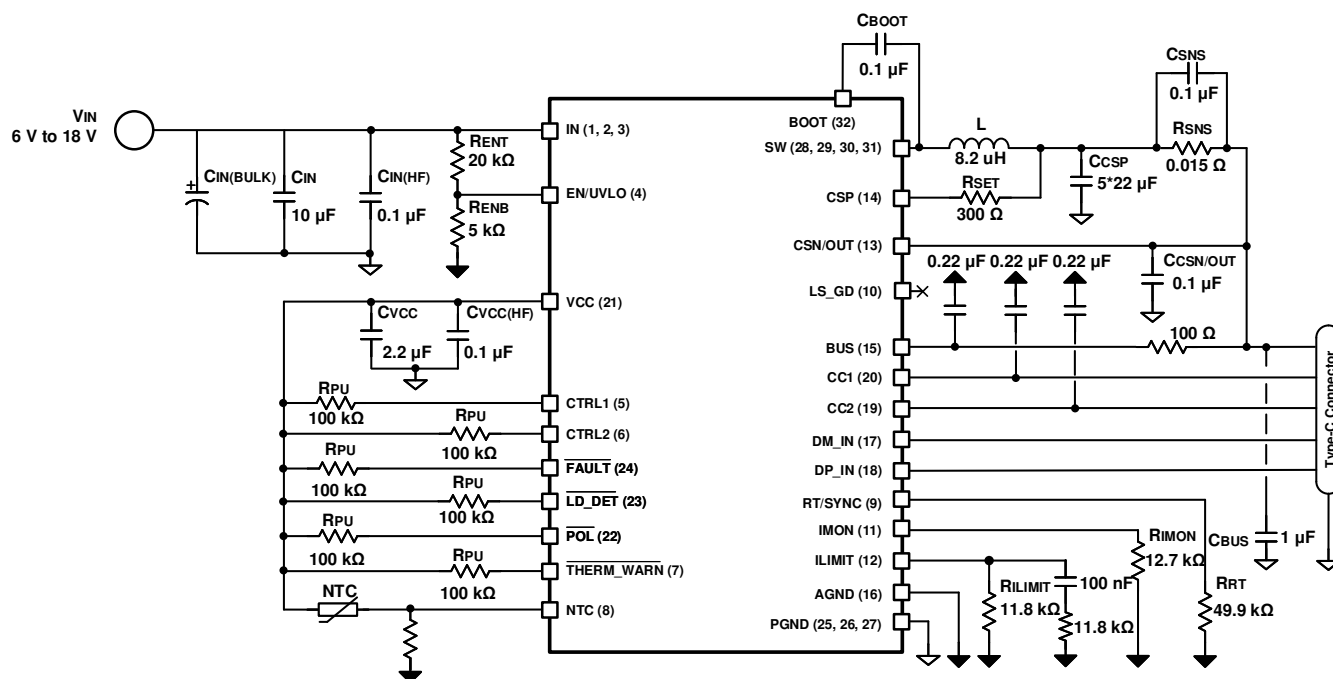 CBOOT
0.1 µF
CSNS
0.1 µF
VIN
6 V to 18 V
IN (1, 2, 3)
BOOT (32)
SW (28, 29, 30, 31)
L
8.2 uH
RSNS
0.015 Ω
RENT
20 kΩ
CIN(BULK)
CIN
10 µF
CIN(HF)
0.1 µF
EN/UVLO (4)
RENB
5 kΩ
CSP (14)
RSET
300 Ω
CCSP
5*22 µF
CSN/OUT (13)
0.22 µF
0.22 µF
0.22 µF
CCSN/OUT
0.1 µF
LS_GD (10)
VCC (21)
CVCC
2.2 µF
CVCC(HF)
0.1 µF
BUS (15)
100 Ω
CC1 (20)
CC2 (19)
DM_IN (17)
DP_IN (18)
Type-C Connector
RPU
100 kΩ
CTRL1 (5)
RPU
100 kΩ
CTRL2 (6)
RPU
100 kΩ
FAULT (24)
RPU
100 kΩ
LD_DET (23)
RPU
100 kΩ
POL (22)
RPU
100 kΩ
THERM_WARN (7)
NTC
NTC (8)
RT/SYNC (9)
IMON (11)
ILIMIT (12)
AGND (16)
PGND (25, 26, 27)
RILIMIT
11.8 kΩ
100 nF
11.8 kΩ
RIMON
12.7 kΩ
CBUS
1 µF
RRT
49.9 kΩ